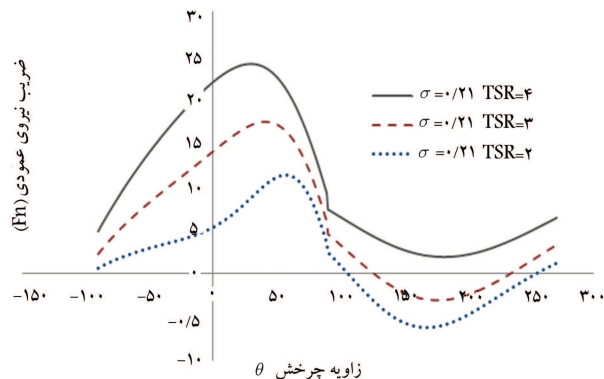 ضریب نیروی عمودی (Fn)
۳۰
۲۵
۲۰
۱۵
۱۰
۵
۰
-۰/۵
-۱۰
-۱۵۰ -۱۰۰ -۵۰ ۰ ۵۰ ۱۰۰ ۱۵۰ ۲۰۰ ۲۵۰ ۳۰۰
σ =۰/۲۱ TSR=۴
σ =۰/۲۱ TSR=۳
σ =۰/۲۱ TSR=۲
زاویه چرخش θ